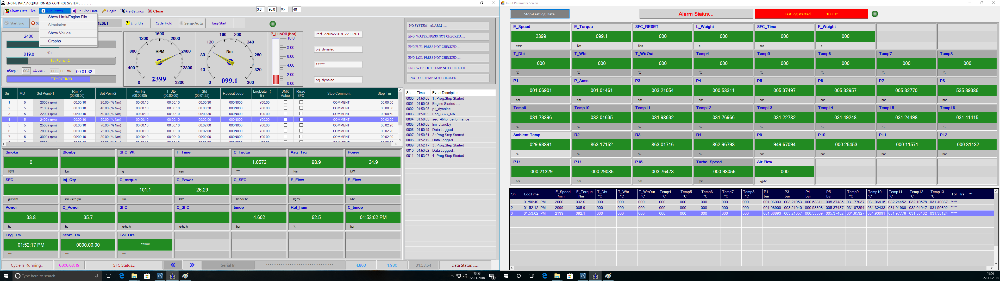 ENGINE DATA ACQUISITION && CONTROL SYSTEM . . . . . . . . .
Show Data Files Run Status On Line Data LogIn Pre-Settings Close
3.6 95.0 85 40
Show Limit/Engine File
Simulation
Show Values
Graphs
Start Eng St RESET Eng_Idle Cycle_Hold Semi-Auto Eng-Start
2400
019.8 %T
Set Point - 2 :
nStep : 004 nLogs : 003 HH : MM : 00:01:32
STEADY TIME:
0 400 800 1200 1600 2000 2400 2800 3200
RPM
2399
0 40 80 120 160 200 240 280 320 360
Nm
099.1
P_LubOil (bar)
10.0
8.00
6.00
4.00
2.00
0.00
Perf_22Nov2018_2211201
prj_dynalec
*****
prj_dynalec
NO SYSTEM - ALARM .....
ENG. WATER PRESS NOT CHECKED.....
ENG.FUEL PRESS NOT CHECKED.....
ENG. LOIL PRESS NOT CHECKED......
ENG. WTR_OUT TEMP NOT CHECKED....
ENG. LOIL TEMP NOT CHECKED.....
Sn MD Set Point -1 RmT-1 (00:00:00) Set Point-2 RmT-2 (00:00:00) T_Stb (00:00:00) T_Std (00:01:32) Repeat Loop LogData ( 5 ) SMK Value Read SFC Step Comment Step Tm
1 5 2000 ( rpm) 00:00:10 20.00 ( % Nm) 00:00:10 00:00:10 00:00:30 000N000 Y00.00 COMMENT 00:00:50
2 5 2100 ( rpm) 00:00:10 40.00 ( % Nm) 00:00:10 00:00:10 00:00:30 000N000 Y00.00 COMMENT 00:00:50
3 5 2200 ( rpm) 00:00:10 50.00 ( % Nm) 00:00:10 00:00:10 00:00:30 000N000 Y00.00 COMMENT 00:00:50
4 5 2400 ( rpm) 00:00:10 60.00 ( % Nm) 00:00:10 00:00:10 00:02:00 000N000 Y00.00 COMMENT 00:02:20
5 5 2500 ( rpm) 00:00:10 70.00 ( % Nm) 00:00:10 00:00:10 00:02:00 000N000 Y00.00 COMMENT 00:02:20
6 5 2800 ( rpm) 00:00:10 75.00 ( % Nm) 00:00:10 00:00:10 00:02:00 000N000 Y00.00 COMMENT 00:02:20
7 5 3000 ( rpm) 00:00:10 80.00 ( % Nm) 00:00:10 00:00:10 00:02:00 000N000 Y00.00 COMMENT 00:02:20
Sno Time Event Discription
0000 01:50:05 1 : Prog.Step Started
0001 01:50:05 Engine Started .....
0002 01:50:05 prj_dynalec
0003 01:50:05 Eng_S327_NA
0004 01:50:05 seq_46hp_performance
0005 01:50:05 lim_standby
0006 01:50:49 Data Logged...
0007 01:50:54 2 : Prog.Step Started
0008 01:52:12 Data Logged...
0009 01:52:17 3 : Prog.Step Started
0010 01:53:02 Data Logged...
0011 01:53:07 4 : Prog.Step Started
Smoke Blowby SFC_Wt F_Time C_Factor Avg_Trq Power
0 1.0572 98.9 24.9
FSN lpm g sec *** Nm kW
SFC Inj_Qty C_torque C_Power C_SFC F_Flow F_Flow
101.1 26.29
g/kw.hr mm³/str/Cyln Nm kW ho/kw.hr kg/hr l/hr
Power C_Power SFC C_SFC bmep Rel_hum C_bmep
33.8 35.7 4.602 62.5 01:53:02 PM
hp hp g/hp.hr g/hp.hr bar % bar
Log_Tm Start_Tm Tol_Hrs
01:52:17 PM 0000.00.00 *****
*** *** ***
Cycle Is Running... 0000:03:49 SFC Status... Serial In 4.800 1.980 01:53:54 Data Status .......
Type here to search
13:53
22-11-2018
3
InPut Parameter Screen
Stop-FastLog Data Alarm Status... Fast log started........... 100 Hz
E_Speed E_Torque SFC_RESET L_Weight SFC_Time F_Weight
2399 099.1 000 000 000 000
r/min Nm Unit g sec g
T_Dbt T_Wbt T_WtrOut Temp4 Temp5 Temp6 Temp7 Temp8
000 000 000 000 000 000 000 000
℃ ℃ ℃ ℃ ℃ ℃ ℃ ℃
P1 P_Atms P3 P4 P5 P6 P7 P8
001.06901 001.01461 003.21054 000.53311 005.37497 005.32957 005.32770 535.39386
bar bar bar bar bar bar bar bar
Temp9 Temp10 Temp11 Temp12 Temp13 Temp14 Temp15 Temp16
031.73396 032.01635 031.98632 031.76966 031.22782 031.49248 031.24498 031.41415
℃ ℃ ℃ ℃ ℃ ℃ ℃ ℃
Ambient Temp R2 R3 R4 P9 P10 P11 P12
029.93891 863.17152 863.01716 862.96798 949.67094 -000.25453 -000.11571 -000.31132
℃ ℃ ℃ ℃ bar bar bar bar
P14 P14 P15 Turbo_Speed Air Flow
-000.21329 -000.29085 003.76478 -000.98056 000
bar bar bar rpm kg/hr
Sn LogTime E_Speed r/min E_Torque Nm T_Dbt ℃ T_Wbt ℃ T_WtrOut ℃ Temp4 ℃ Temp5 ℃ Temp6 ℃ Temp7 ℃ Temp8 ℃ P1 bar P3 bar P4 bar P5 bar Temp9 ℃ Temp10 ℃ Temp11 ℃ Temp12 ℃ Temp13 ℃ Tol_Hrs ***
1 01:50:49 PM 2000 032.9 000 000 000 000 000 000 000 000 001.06903 003.21053 000.53311 005.37485 031.77937 031.96415 032.24452 032.10578 031.46087 *****
2 01:52:12 PM 2099 065.9 000 000 000 000 000 000 000 000 001.06900 003.21040 000.53308 005.37487 031.67354 031.82433 031.91966 032.04047 031.50602 *****
3 01:53:02 PM 2199 082.1 000 000 000 000 000 000 000 000 001.06893 003.21057 000.53309 005.37482 031.65927 031.93091 031.97776 031.86132 031.38124 *****
13:53
22-11-2018